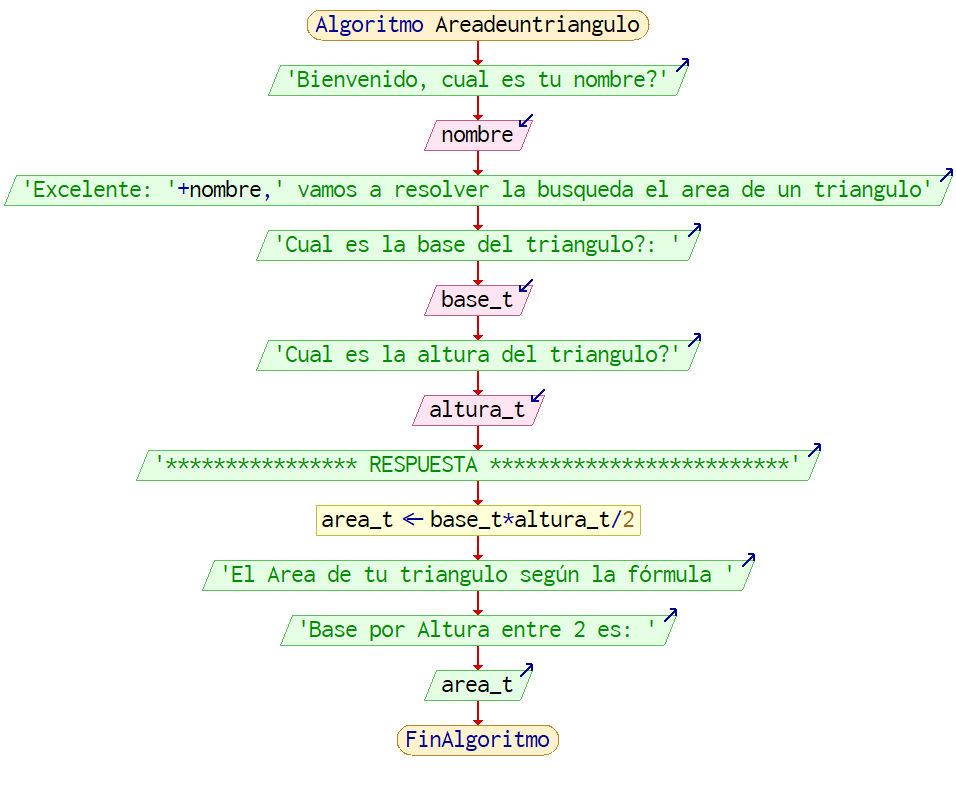 Algoritmo Areadeuntriangulo
'Bienvenido, cual es tu nombre?'
nombre
'Excelente: '+nombre,' vamos a resolver la busqueda el area de un triangulo'
'Cual es la base del triangulo?: '
base_t
'Cual es la altura del triangulo?'
altura_t
'**************** RESPUESTA *************************'
area_t ← base_t*altura_t/2
'El Area de tu triangulo según la fórmula '
'Base por Altura entre 2 es: '
area_t
FinAlgoritmo